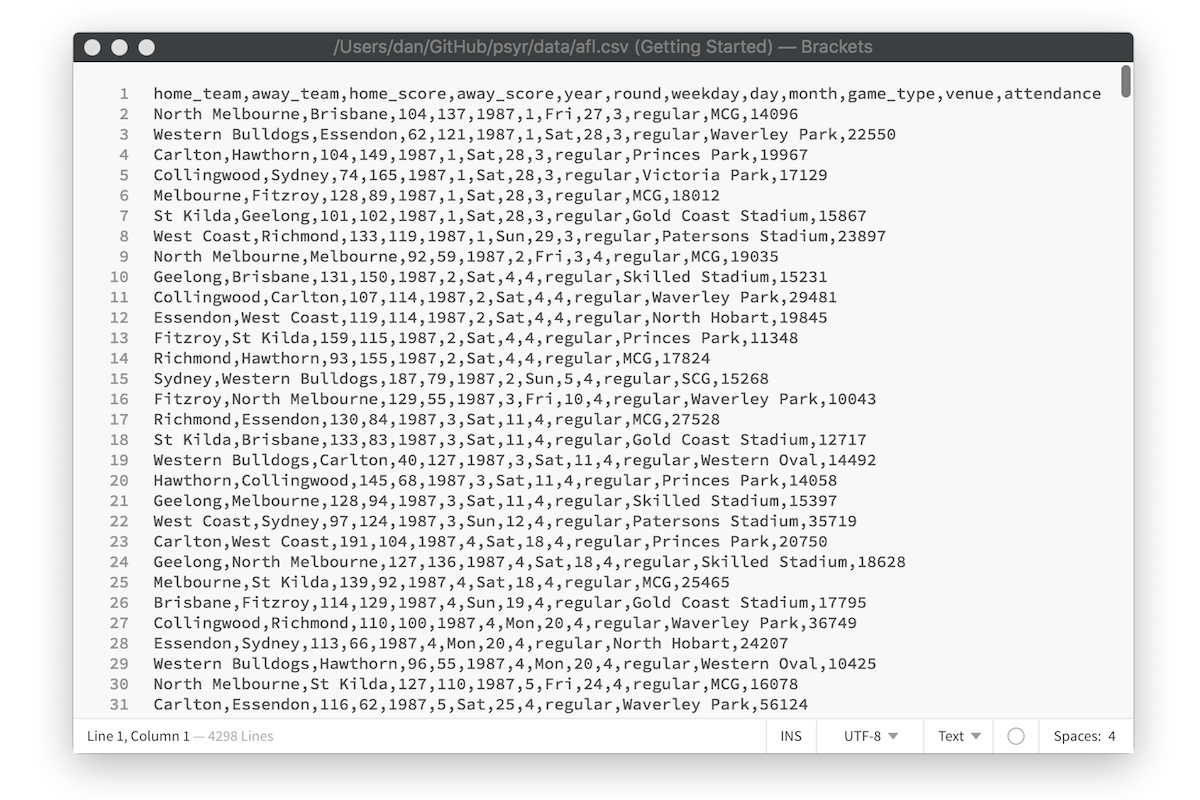 /Users/dan/GitHub/psyr/data/afl.csv (Getting Started) — Brackets
1 home_team,away_team,home_score,away_score,year,round,weekday,day,month,game_type,venue,attendance
2 North Melbourne,Brisbane,104,137,1987,1,Fri,27,3,regular,MCG,14096
3 Western Bulldogs,Essendon,62,121,1987,1,Sat,28,3,regular,Waverley Park,22550
4 Carlton,Hawthorn,104,149,1987,1,Sat,28,3,regular,Princes Park,19967
5 Collingwood,Sydney,74,165,1987,1,Sat,28,3,regular,Victoria Park,17129
6 Melbourne,Fitzroy,128,89,1987,1,Sat,28,3,regular,MCG,18012
7 St Kilda,Geelong,101,102,1987,1,Sat,28,3,regular,Gold Coast Stadium,15867
8 West Coast,Richmond,133,119,1987,1,Sun,29,3,regular,Patersons Stadium,23897
9 North Melbourne,Melbourne,92,59,1987,2,Fri,3,4,regular,MCG,19035
10 Geelong,Brisbane,131,150,1987,2,Sat,4,4,regular,Skilled Stadium,15231
11 Collingwood,Carlton,107,114,1987,2,Sat,4,4,regular,Waverley Park,29481
12 Essendon,West Coast,119,114,1987,2,Sat,4,4,regular,North Hobart,19845
13 Fitzroy,St Kilda,159,115,1987,2,Sat,4,4,regular,Princes Park,11348
14 Richmond,Hawthorn,93,155,1987,2,Sat,4,4,regular,MCG,17824
15 Sydney,Western Bulldogs,187,79,1987,2,Sun,5,4,regular,SCG,15268
16 Fitzroy,North Melbourne,129,55,1987,3,Fri,10,4,regular,Waverley Park,10043
17 Richmond,Essendon,130,84,1987,3,Sat,11,4,regular,MCG,27528
18 St Kilda,Brisbane,133,83,1987,3,Sat,11,4,regular,Gold Coast Stadium,12717
19 Western Bulldogs,Carlton,40,127,1987,3,Sat,11,4,regular,Western Oval,14492
20 Hawthorn,Collingwood,145,68,1987,3,Sat,11,4,regular,Princes Park,14058
21 Geelong,Melbourne,128,94,1987,3,Sat,11,4,regular,Skilled Stadium,15397
22 West Coast,Sydney,97,124,1987,3,Sun,12,4,regular,Patersons Stadium,35719
23 Carlton,West Coast,191,104,1987,4,Sat,18,4,regular,Princes Park,20750
24 Geelong,North Melbourne,127,136,1987,4,Sat,18,4,regular,Skilled Stadium,18628
25 Melbourne,St Kilda,139,92,1987,4,Sat,18,4,regular,MCG,25465
26 Brisbane,Fitzroy,114,129,1987,4,Sun,19,4,regular,Gold Coast Stadium,17795
27 Collingwood,Richmond,110,100,1987,4,Mon,20,4,regular,Waverley Park,36749
28 Essendon,Sydney,113,66,1987,4,Mon,20,4,regular,North Hobart,24207
29 Western Bulldogs,Hawthorn,96,55,1987,4,Mon,20,4,regular,Western Oval,10425
30 North Melbourne,St Kilda,127,110,1987,5,Fri,24,4,regular,MCG,16078
31 Carlton,Essendon,116,62,1987,5,Sat,25,4,regular,Waverley Park,56124
Line 1, Column 1 — 4298 Lines INS UTF-8 Text Spaces: 4